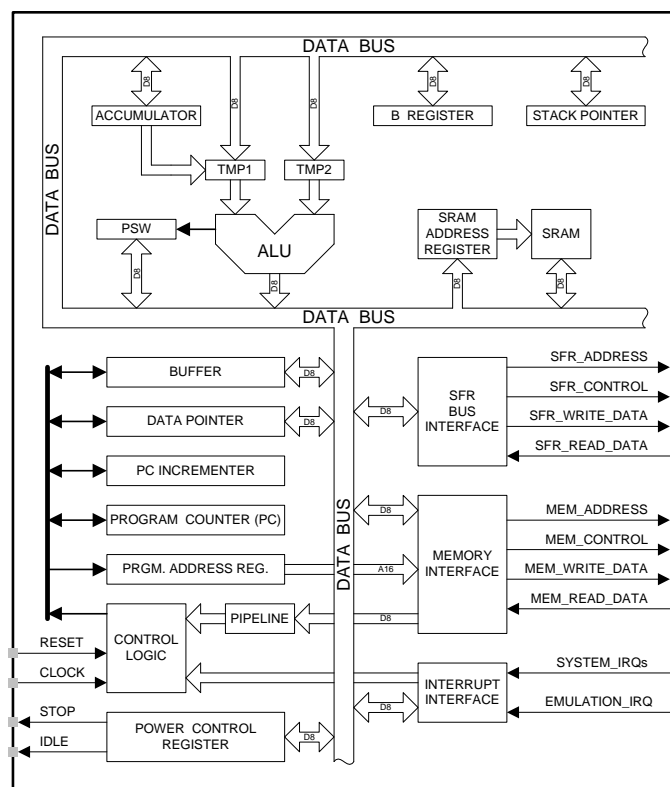 DATA BUS
D8
D8
D8
D8
D8
ACCUMULATOR
B REGISTER
STACK POINTER
DATA BUS
TMP1
TMP2
PSW
ALU
SRAM
ADDRESS
REGISTER
SRAM
D8
D8
D8
D8
DATA BUS
BUFFER
D8
DATA POINTER
D8
PC INCREMENTER
PROGRAM COUNTER (PC)
PRGM. ADDRESS REG.
A16
DATA BUS
SFR
BUS
INTERFACE
D8
SFR_ADDRESS
SFR_CONTROL
SFR_WRITE_DATA
SFR_READ_DATA
D8
MEMORY
INTERFACE
MEM_ADDRESS
MEM_CONTROL
MEM_WRITE_DATA
MEM_READ_DATA
CONTROL
LOGIC
PIPELINE
D8
RESET
CLOCK
INTERRUPT
INTERFACE
SYSTEM_IRQs
EMULATION_IRQ
D8
STOP
IDLE
POWER CONTROL
REGISTER
D8